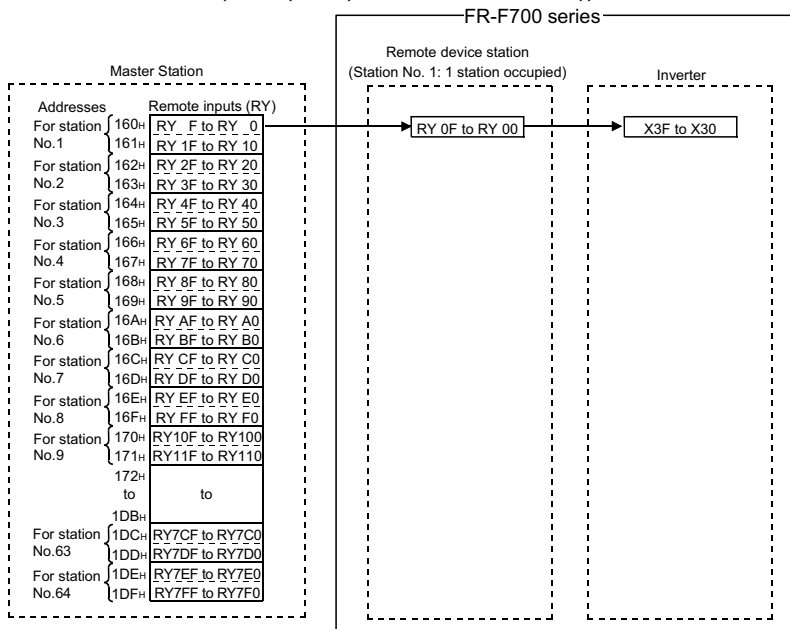 FR-F700 series
Remote device station
Master Station
(Station No. 1: 1 station occupied)
Inverter
Addresses
Remote inputs (RY)
For station No.1
160H RY F to RY 0
RY 0F to RY 00
X3F to X30
161H RY 1F to RY 10
For station No.2
162H RY 2F to RY 20
163H RY 3F to RY 30
For station No.3
164H RY 4F to RY 40
165H RY 5F to RY 50
For station No.4
166H RY 6F to RY 60
167H RY 7F to RY 70
For station No.5
168H RY 8F to RY 80
169H RY 9F to RY 90
For station No.6
16AH RY AF to RY A0
16BH RY BF to RY B0
For station No.7
16CH RY CF to RY C0
16DH RY DF to RY D0
For station No.8
16EH RY EF to RY E0
16FH RY FF to RY F0
For station No.9
170H RY10F to RY100
171H RY11F to RY110
172H
to to
1DBH
For station No.63
1DCH RY7CF to RY7C0
1DDH RY7DF to RY7D0
For station No.64
1DEH RY7EF to RY7E0
1DFH RY7FF to RY7F0